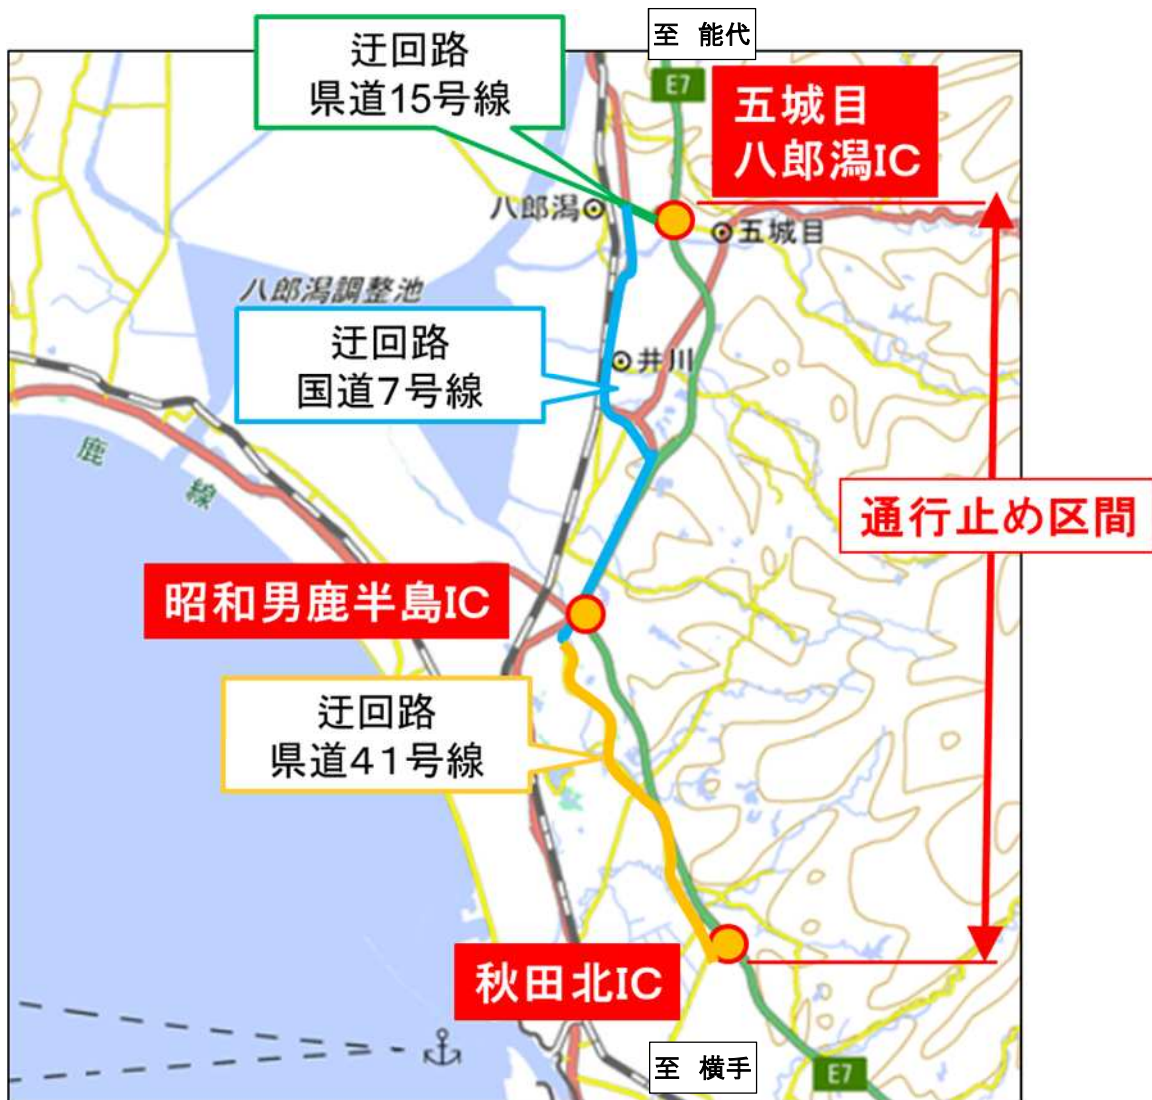 至 能代
迂回路
県道15号線
E7
五城目
八郎潟IC
八郎潟
五城目
八郎潟調整池
迂回路
国道7号線
井川
鹿
線
通行止め区間
昭和男鹿半島IC
迂回路
県道41号線
秋田北IC
至 横手
E7